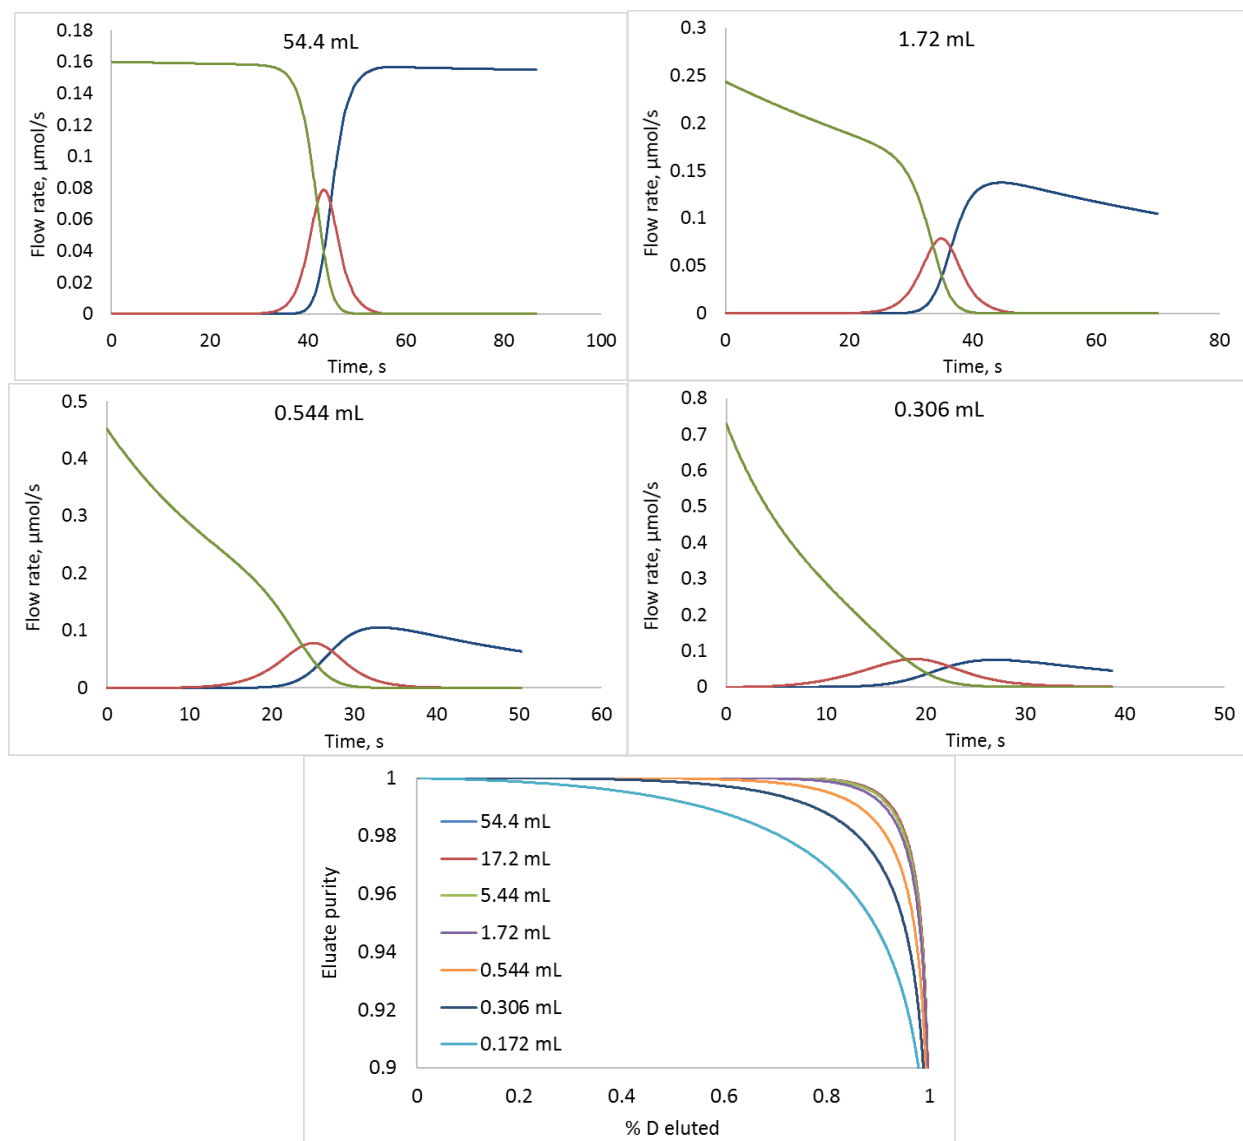 54.4 mL
Flow rate, µmol/s
0.18
0.16
0.14
0.12
0.1
0.08
0.06
0.04
0.02
0
0 20 40 60 80 100
Time, s
1.72 mL
Flow rate, µmol/s
0.3
0.25
0.2
0.15
0.1
0.05
0
0 20 40 60 80
Time, s
0.544 mL
Flow rate, µmol/s
0.5
0.4
0.3
0.2
0.1
0
0 10 20 30 40 50 60
Time, s
0.306 mL
Flow rate, µmol/s
0.8
0.7
0.6
0.5
0.4
0.3
0.2
0.1
0
0 10 20 30 40 50
Time, s
Eluate purity
1
0.98
0.96
0.94
0.92
0.9
54.4 mL
17.2 mL
5.44 mL
1.72 mL
0.544 mL
0.306 mL
0.172 mL
0 0.2 0.4 0.6 0.8 1
% D eluted